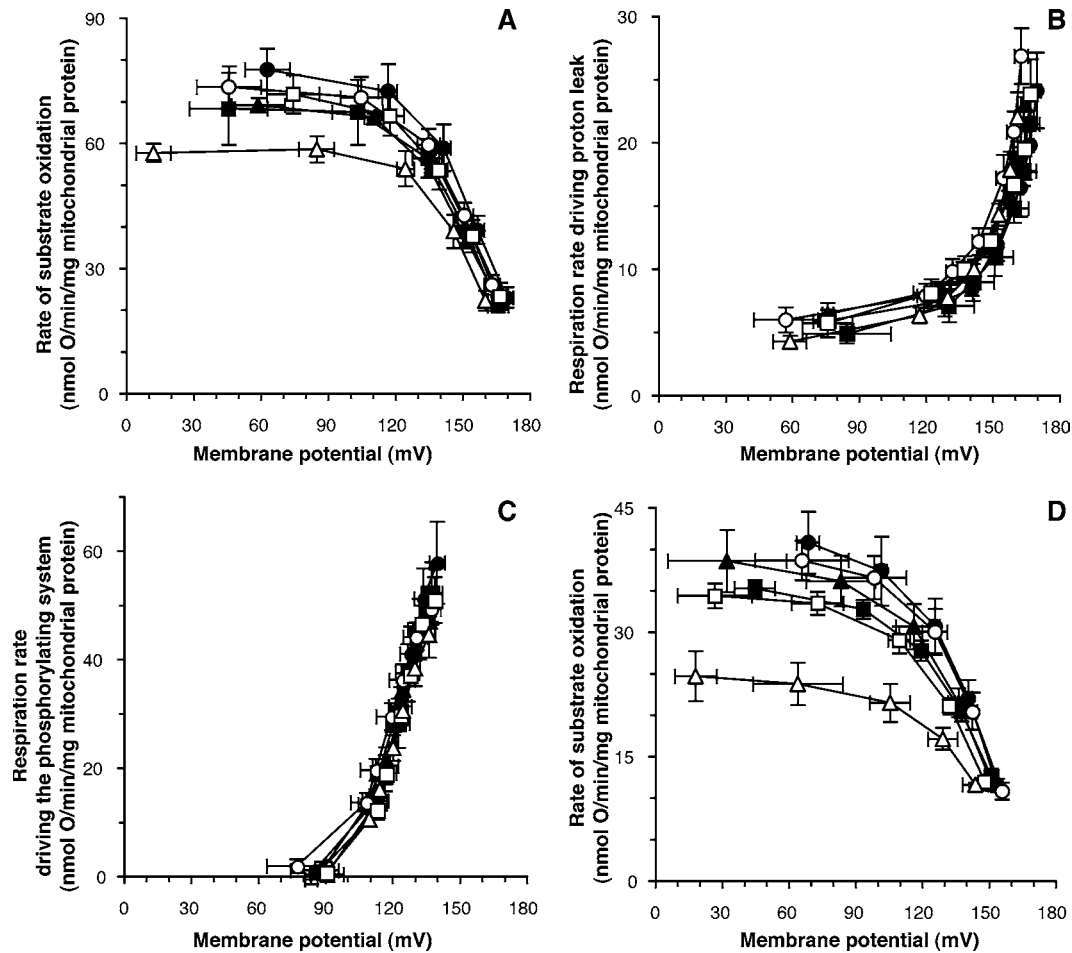 A
90
60
30
0
0
30
60
90
120
150
180
Rate of substrate oxidation
(nmol O/min/mg mitochondrial protein)
Membrane potential (mV)
B
30
20
10
0
0
30
60
90
120
150
180
Respiration rate driving proton leak
(nmol O/min/mg mitochondrial protein)
Membrane potential (mV)
C
60
40
20
0
0
30
60
90
120
150
180
Respiration rate
driving the phosphorylating system
(nmol O/min/mg mitochondrial protein)
Membrane potential (mV)
D
45
30
15
0
0
30
60
90
120
150
180
Rate of substrate oxidation
(nmol O/min/mg mitochondrial protein)
Membrane potential (mV)